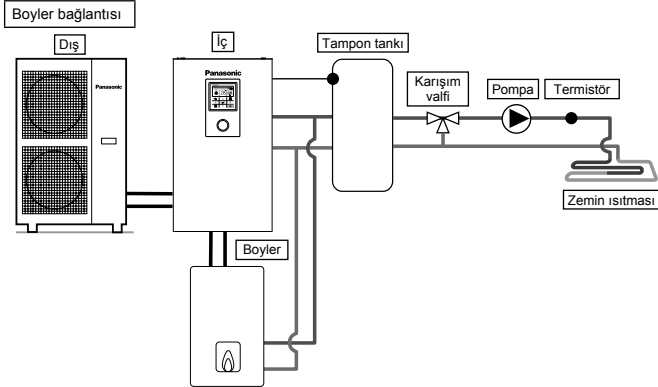 Boyler bağlantısı
Dış
İç
Tampon tankı
Karışım
valfi
Pompa
Termistör
Panasonic
Panasonic
Zemin ısıtması
Boyler